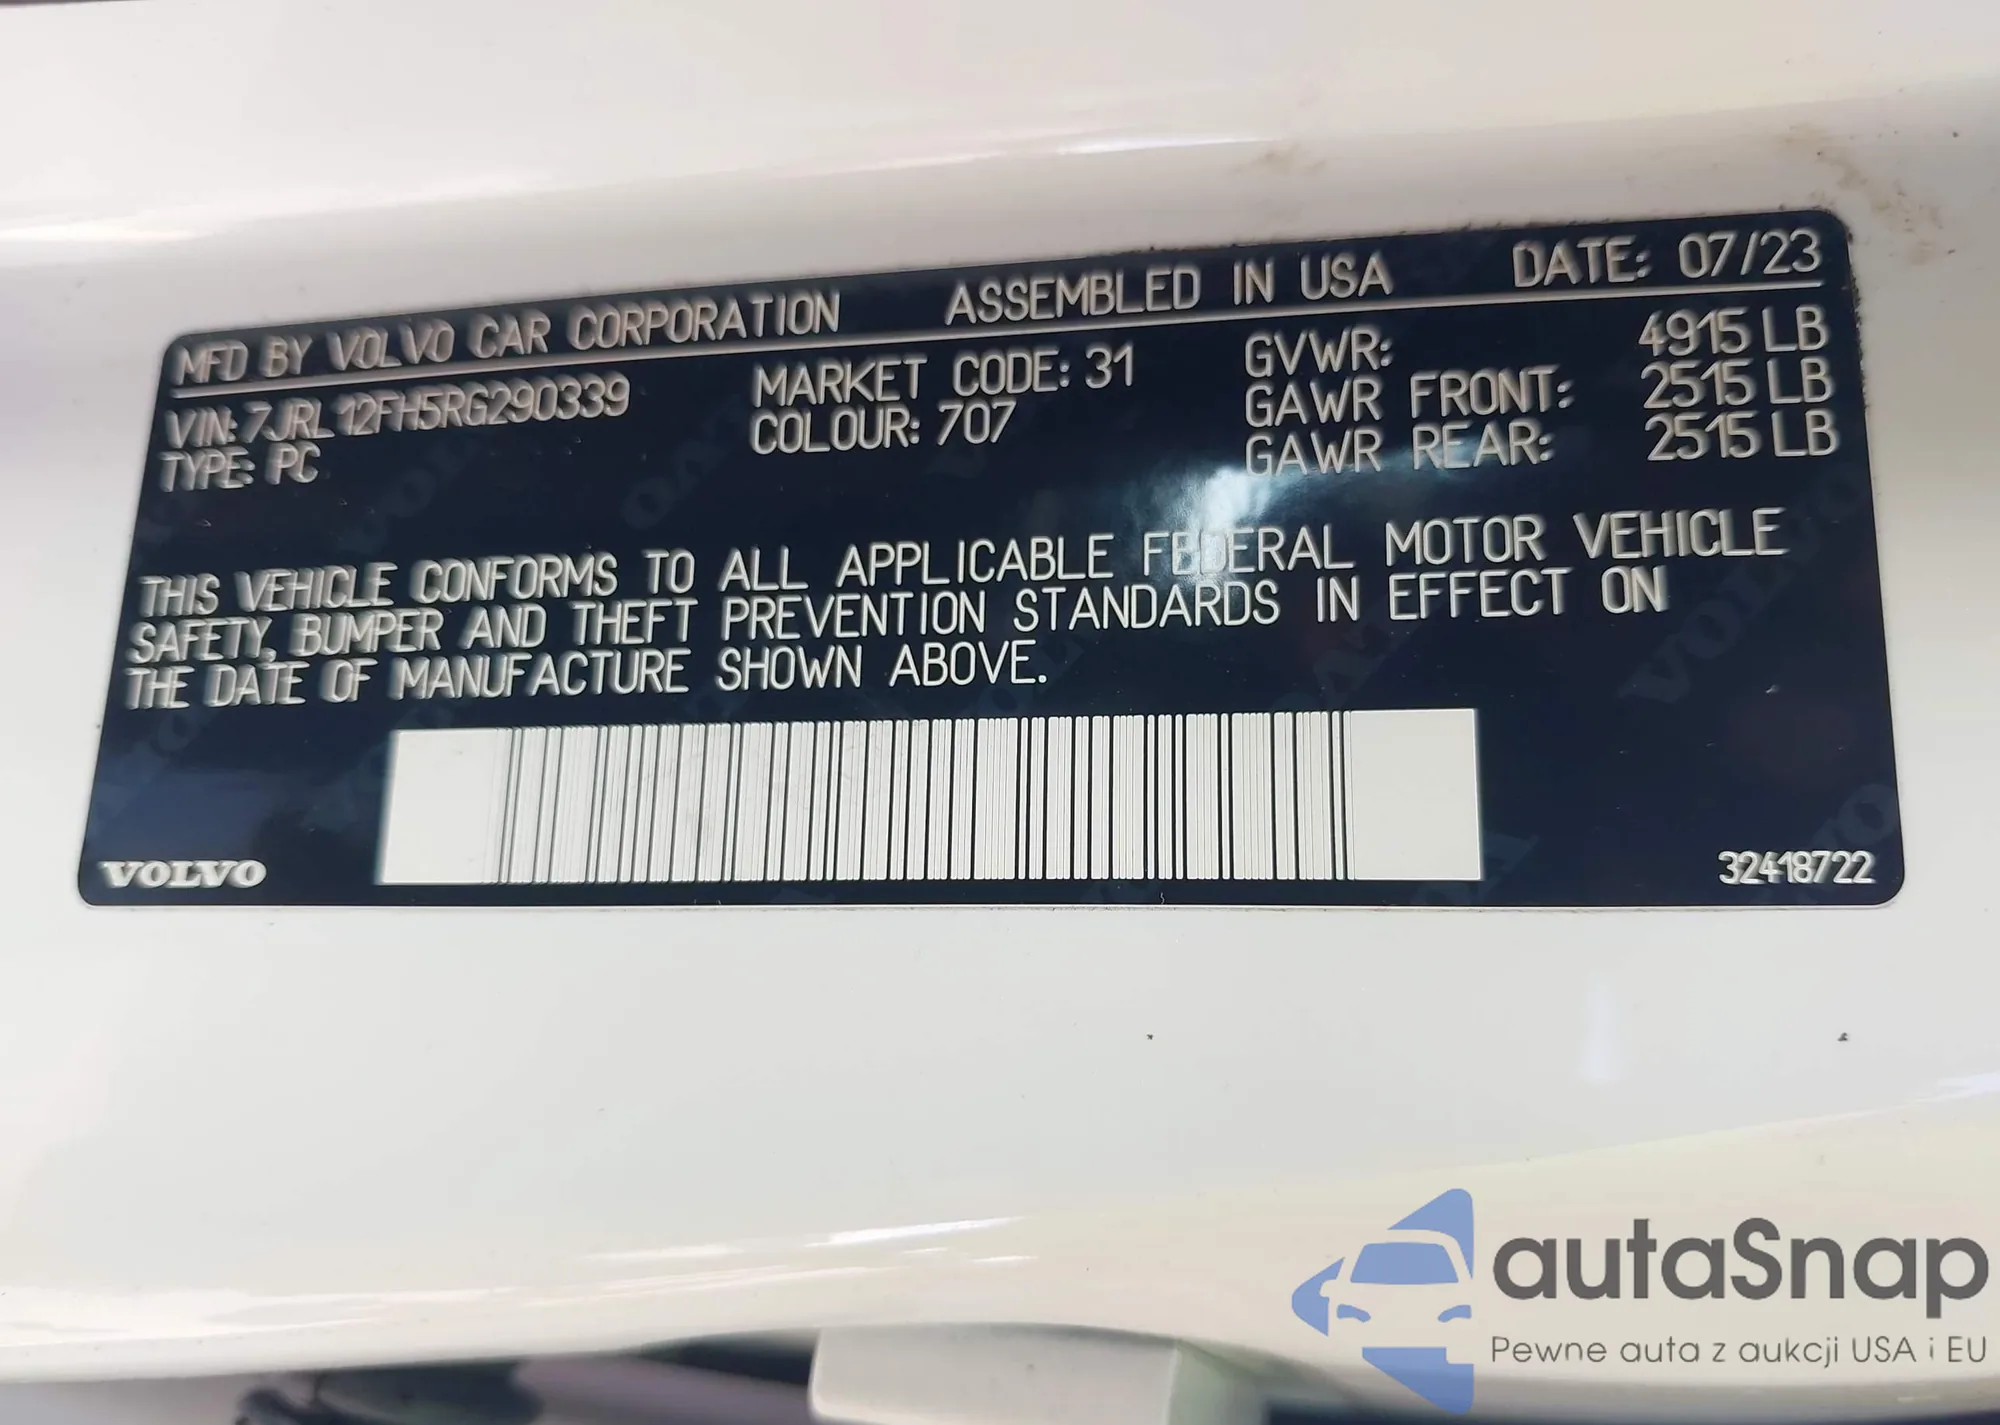 MFD BY VOLVO CAR CORPORATION ASSEMBLED IN USA DATE: 07/23
VIN: 7JRL12FH5RG290339 MARKET CODE: 31 GVWR: 4915 LB
TYPE: PC COLOUR: 707 GAWR FRONT: 2515 LB
GAWR REAR: 2515 LB
THIS VEHICLE CONFORMS TO ALL APPLICABLE FEDERAL MOTOR VEHICLE
SAFETY, BUMPER AND THEFT PREVENTION STANDARDS IN EFFECT ON
THE DATE OF MANUFACTURE SHOWN ABOVE.
VOLVO 32418722
autaSnap
Pewne auta z aukcji USA i EU